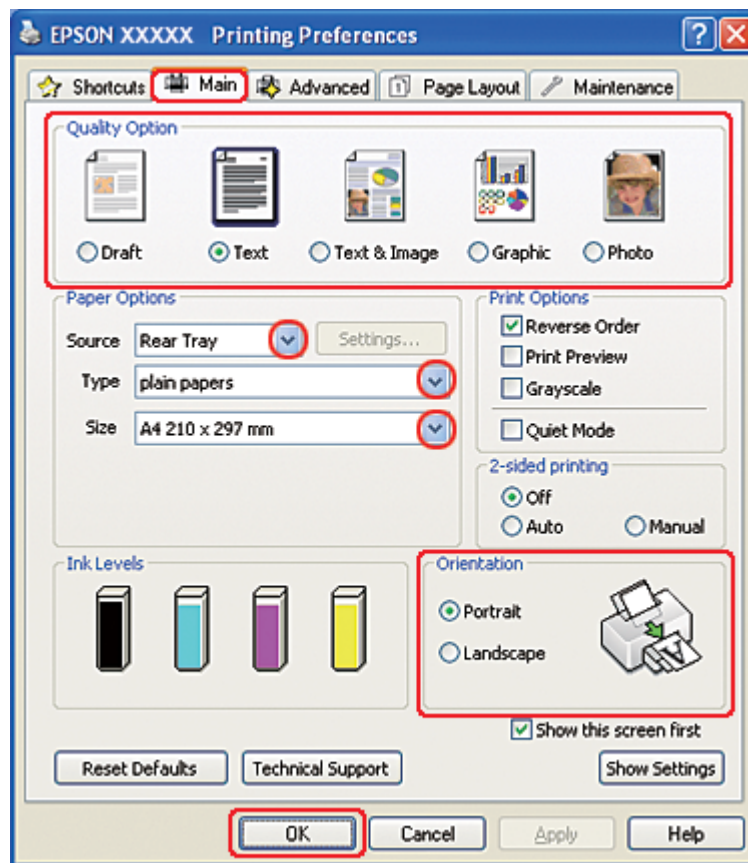 EPSON XXXXX Printing Preferences
Shortcuts Main Advanced Page Layout Maintenance
Quality Option
Draft Text Text & Image Graphic Photo
Paper Options
Source Rear Tray Settings...
Type plain papers
Size A4 210 x 297 mm
Print Options
Reverse Order
Print Preview
Grayscale
Quiet Mode
2-sided printing
Off
Auto Manual
Ink Levels
Orientation
Portrait
Landscape
Show this screen first
Reset Defaults Technical Support Show Settings
OK Cancel Apply Help